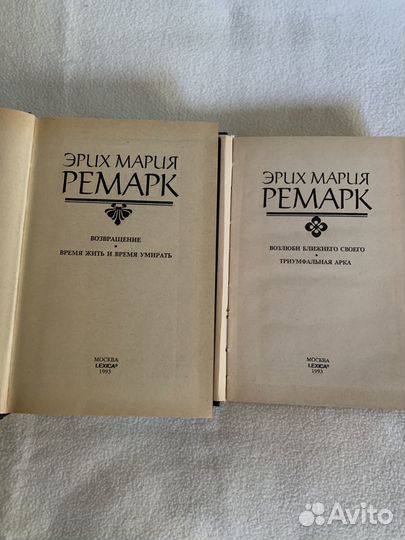 ЭРИХ МАРИЯ
РЕМАРК
ВОЗВРАЩЕНИЕ
ВРЕМЯ ЖИТЬ И ВРЕМЯ УМИРАТЬ
МОСКВА
LEXICA
1993
ЭРИХ МАРИЯ
РЕМАРК
ВОЗЛЮБИ БЛИЖНЕГО СВОЕГО
ТРИУМФАЛЬНАЯ АРКА
МОСКВА
LEXICA
1993
Avito